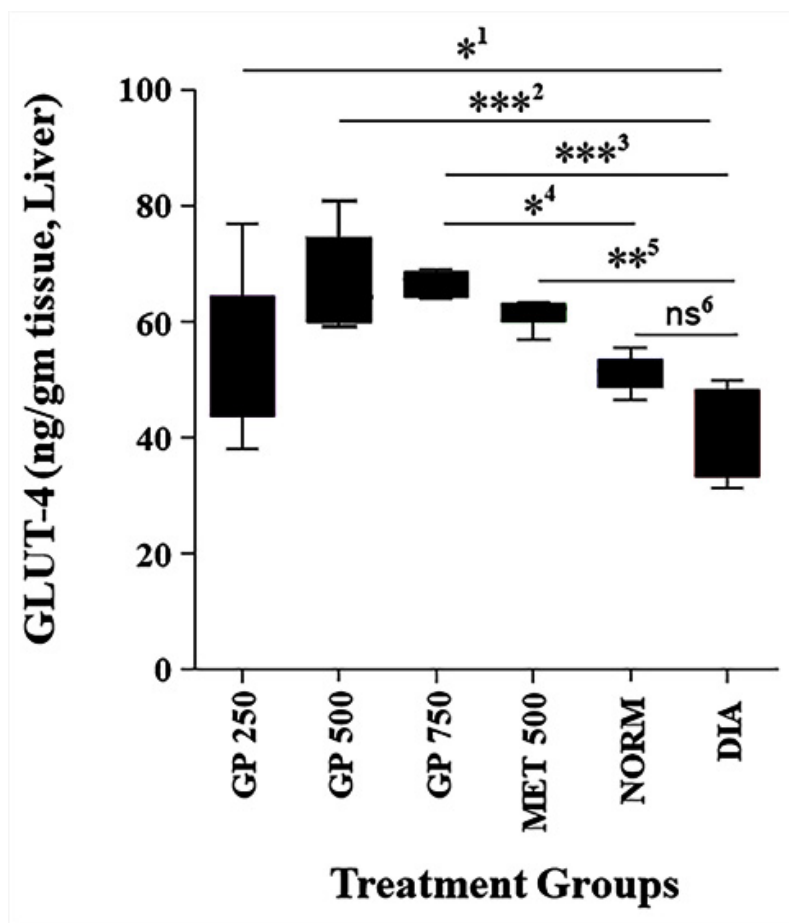 *1
***2
***3
*4
**5
ns6
100
80
60
40
20
0
GLUT-4 (ng/gm tissue, Liver)
GP 250
GP 500
GP 750
MET 500
NORM
DIA
Treatment Groups